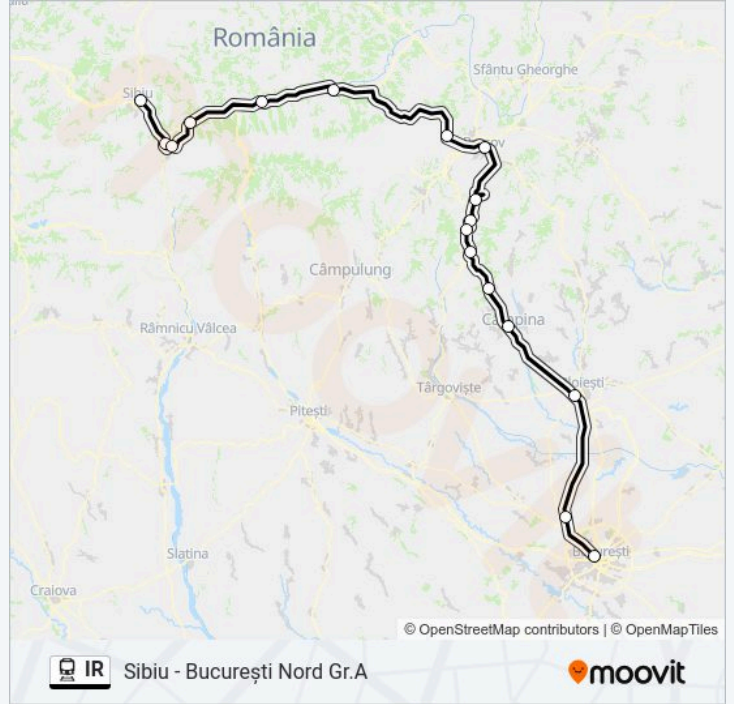 România
Sfântu Gheorghe
Sibiu
Câmpulung
Râmnicu Vâlcea
Târgoviște
Pitești
București
Slatina
Craiova
© OpenStreetMap contributors | © OpenMapTiles
IR Sibiu - București Nord Gr.A
moovit